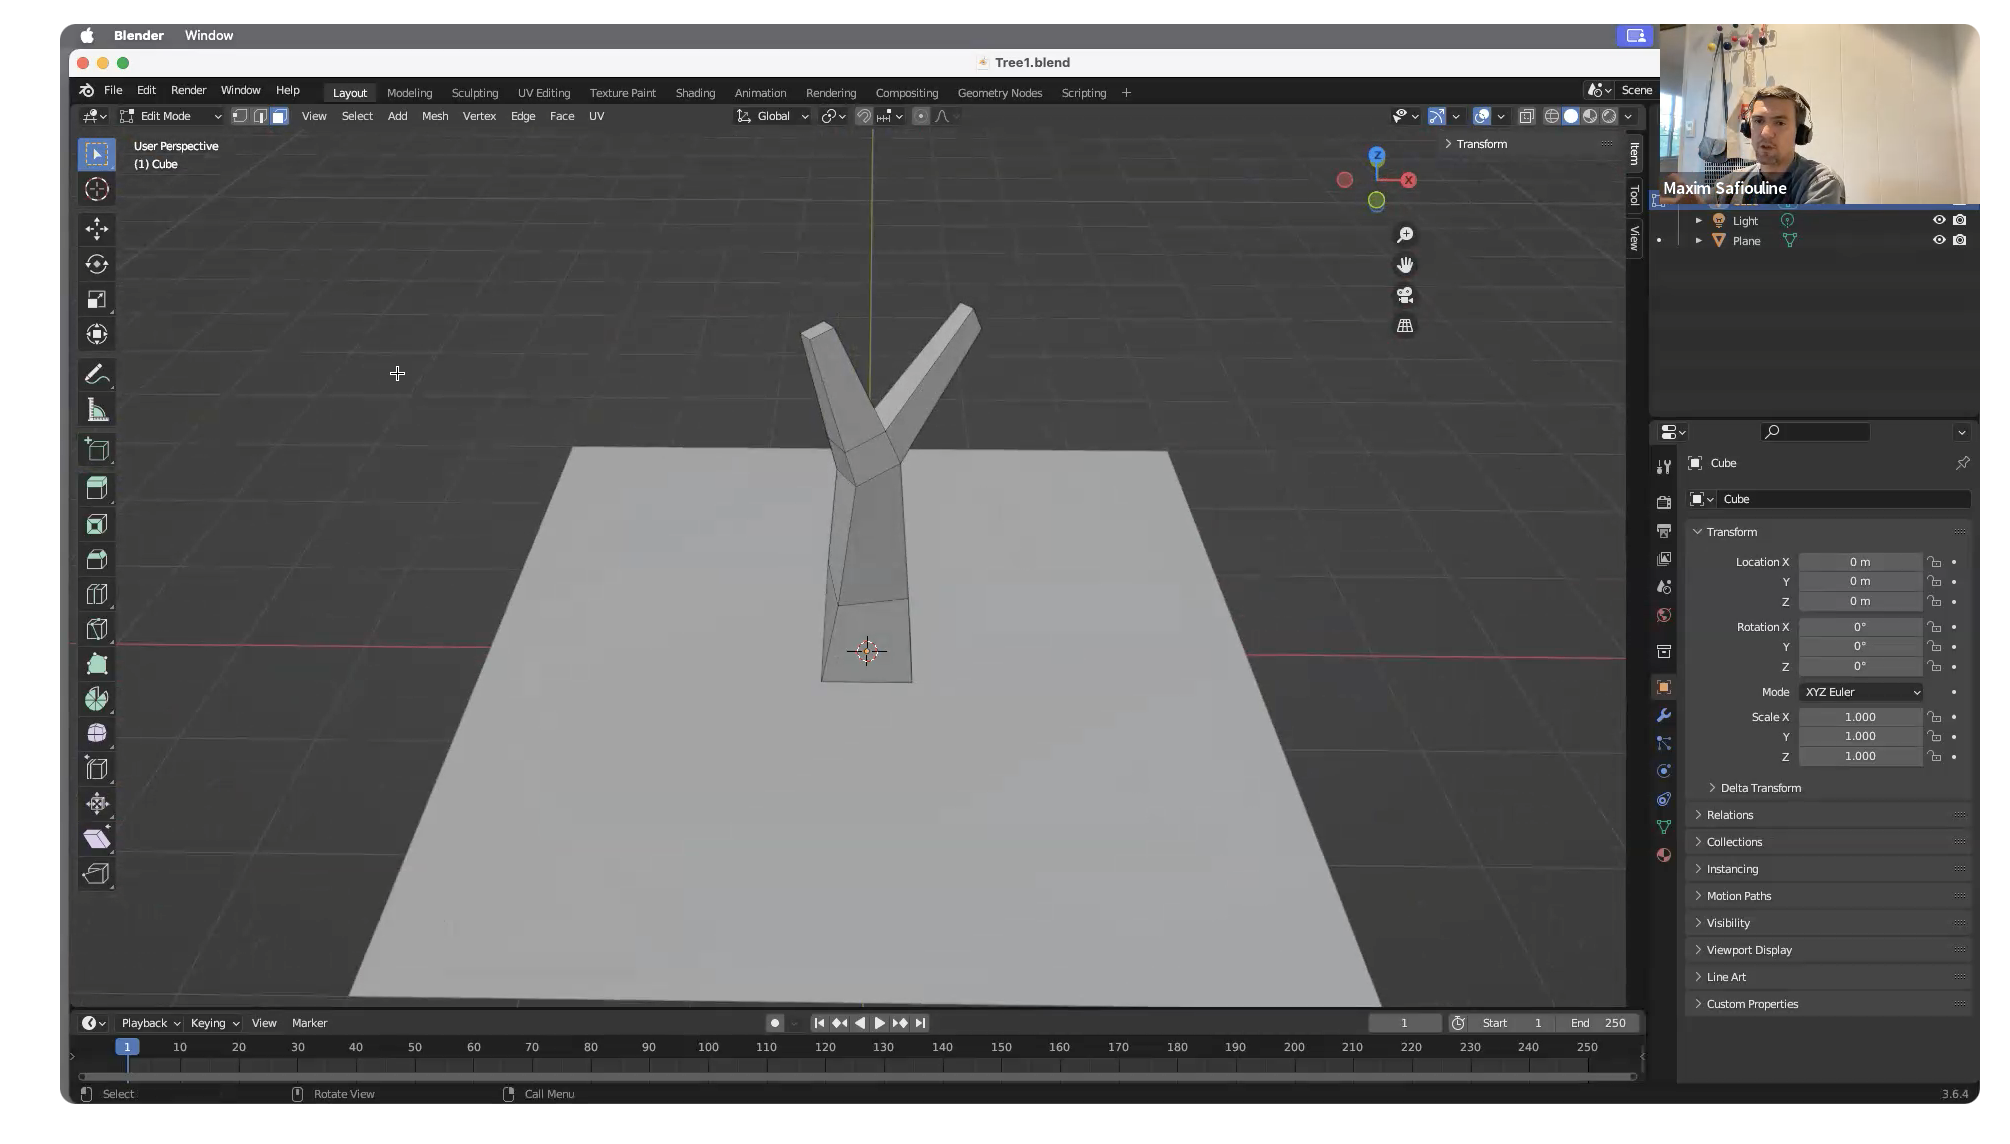 Blender Window
Tree1.blend
File Edit Render Window Help Layout Modeling Sculpting UV Editing Texture Paint Shading Animation Rendering Compositing Geometry Nodes Scripting + Scene
Edit Mode View Select Add Mesh Vertex Edge Face UV Global
User Perspective
(1) Cube
Transform
Item
Tool
View
Z
X
Maxim Safiouline
Light
Plane
Cube
Cube
Transform
Location X 0 m
Y 0 m
Z 0 m
Rotation X 0°
Y 0°
Z 0°
Mode XYZ Euler
Scale X 1.000
Y 1.000
Z 1.000
Delta Transform
Relations
Collections
Instancing
Motion Paths
Visibility
Viewport Display
Line Art
Custom Properties
Playback Keying View Marker 1 Start 1 End 250
1 10 20 30 40 50 60 70 80 90 100 110 120 130 140 150 160 170 180 190 200 210 220 230 240 250
Select Rotate View Call Menu 3.6.4